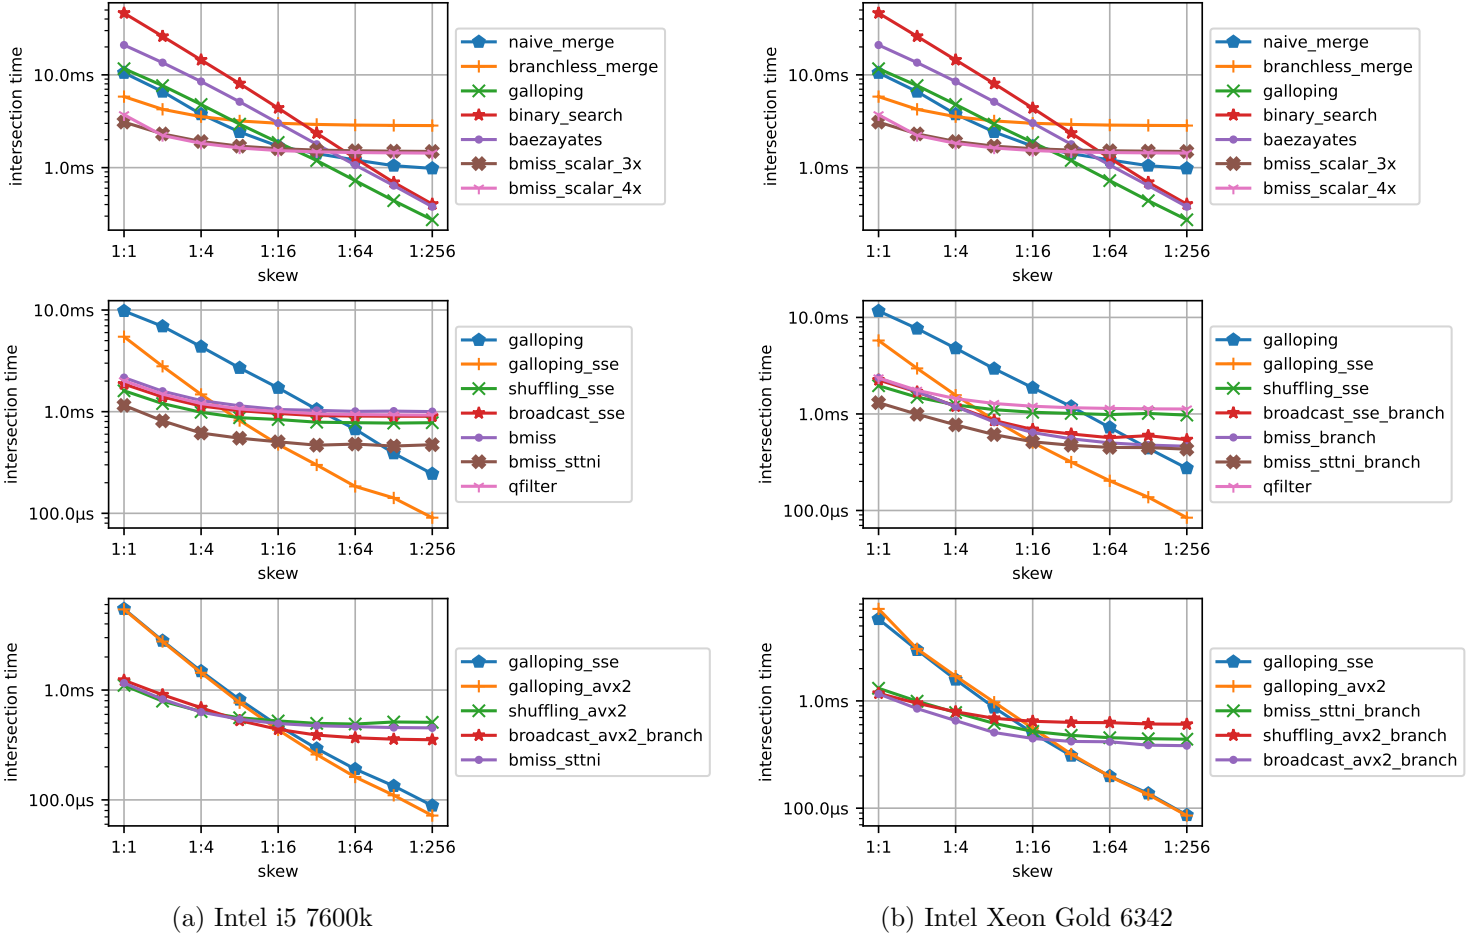 intersection time
10.0ms
1.0ms
1:1
1:4
1:16
1:64
1:256
skew
naive_merge
branchless_merge
galloping
binary_search
baezayates
bmiss_scalar_3x
bmiss_scalar_4x
intersection time
10.0ms
1.0ms
1:1
1:4
1:16
1:64
1:256
skew
naive_merge
branchless_merge
galloping
binary_search
baezayates
bmiss_scalar_3x
bmiss_scalar_4x
intersection time
10.0ms
1.0ms
100.0µs
1:1
1:4
1:16
1:64
1:256
skew
galloping
galloping_sse
shuffling_sse
broadcast_sse
bmiss
bmiss_sttni
qfilter
intersection time
10.0ms
1.0ms
100.0µs
1:1
1:4
1:16
1:64
1:256
skew
galloping
galloping_sse
shuffling_sse
broadcast_sse_branch
bmiss_branch
bmiss_sttni_branch
qfilter
intersection time
1.0ms
100.0µs
1:1
1:4
1:16
1:64
1:256
skew
galloping_sse
galloping_avx2
shuffling_avx2
broadcast_avx2_branch
bmiss_sttni
intersection time
1.0ms
100.0µs
1:1
1:4
1:16
1:64
1:256
skew
galloping_sse
galloping_avx2
bmiss_sttni_branch
shuffling_avx2_branch
broadcast_avx2_branch
(a) Intel i5 7600k
(b) Intel Xeon Gold 6342